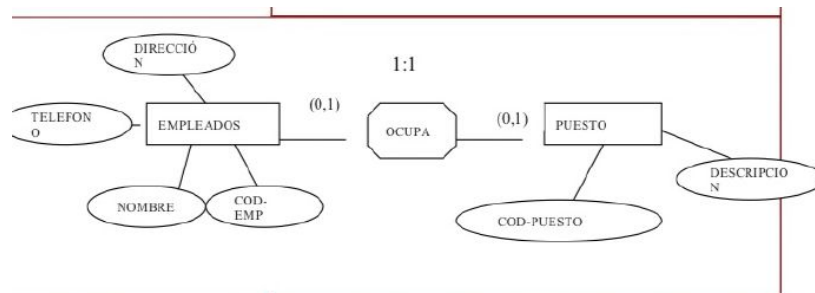 DIRECCIÓ
N
1:1
(0,1)
(0,1)
TELEFON
O
EMPLEADOS
OCUPA
PUESTO
DESCRIPCIO
N
NOMBRE
COD-
EMP
COD-PUESTO